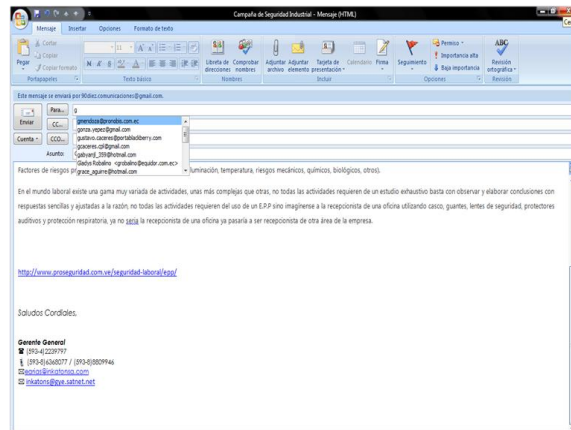 Campaña de Seguridad Industrial - Mensaje (HTML)
Mensaje Insertar Opciones Formato de texto
Pegar
Cortar
Copiar
Copiar formato
Portapapeles
Texto básico
Libreta de direcciones
Comprobar nombres
Nombres
Adjuntar archivo
Adjuntar elemento
Tarjeta de presentación
Calendario
Firma
Incluir
Seguimiento
Permiso
Importancia alta
Baja importancia
Opciones
ABC
Revisión ortográfica
Revisión
Este mensaje se enviará por 90diez.comunicaciones@gmail.com.
Enviar
Cuenta
Para... g
CC...
CCO...
Asunto:
gmendoza@pronobis.com.ec
gonza.yepez@gmail.com
gustavo.caceres@portabladiberry.com
gcaceres.cpl@gmail.com
gabyanjl_359@hotmail.com
Gladys Robalino <grobalino@equidor.com.ec>
grace_aguirre@hotmail.com
Factores de riesgos luminación, temperatura, riesgos mecánicos, químicos, biológicos, otros).
En el mundo laboral existe una gama muy variada de actividades, unas más complejas que otras, no todas las actividades requieren de un estudio exhaustivo basta con observar y elaborar conclusiones con
respuestas sencillas y ajustadas a la razón; no todas las actividades requieren del uso de un E.P.P sino imagínense a la recepcionista de una oficina utilizando casco, guantes, lentes de seguridad, protectores
auditivos y protección respiratoria, ya no seria la recepcionista de una oficina ya pasaría a ser recepcionista de otra área de la empresa.
http://www.proseguridad.com.ve/seguridad-laboral/epp/
Saludos Cordiales,
Gerente General
(593-4)2239797
(593-8)6368077 / (593-8)8809946
earias@inkatonsa.com
inkatons@gye.satnet.net